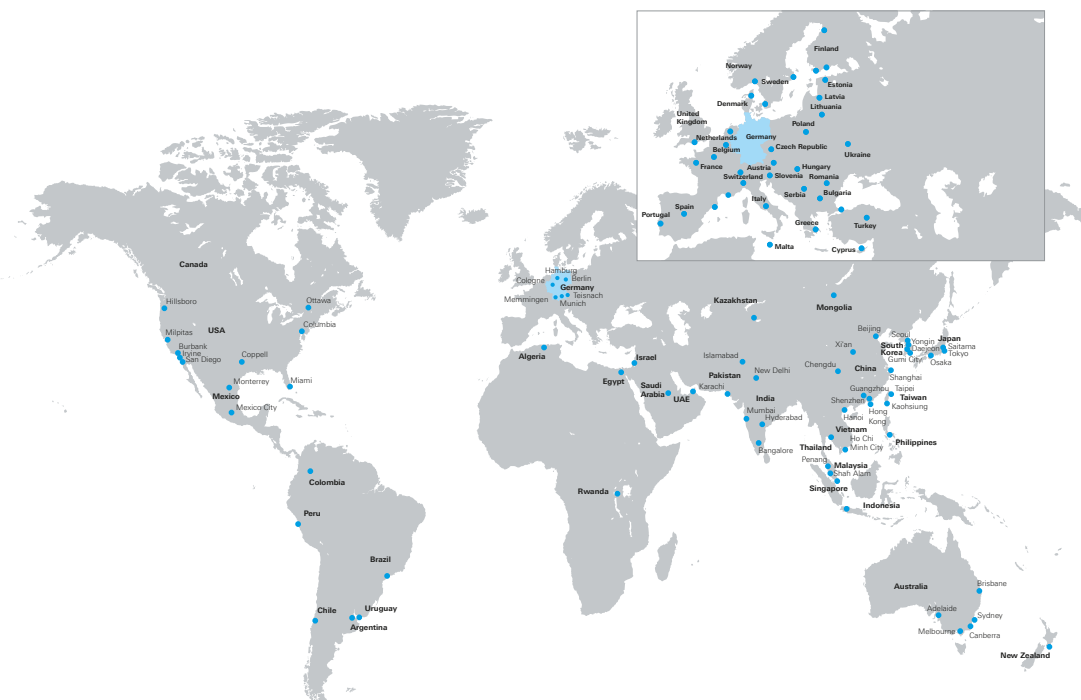 Finland
Norway
Sweden
Estonia
Latvia
Denmark
Lithuania
United
Kingdom
Poland
Netherlands
Germany
Czech Republic
Belgium
Ukraine
France
Austria
Hungary
Switzerland
Slovenia
Romania
Serbia
Bulgaria
Italy
Spain
Portugal
Greece
Turkey
Malta
Cyprus
Canada
Hillsboro
Ottawa
USA
Columbia
Milpitas
Burbank
Irvine
San Diego
Coppell
Monterrey
Miami
Mexico
Mexico City
Colombia
Peru
Brazil
Chile
Uruguay
Argentina
Hamburg
Cologne
Berlin
Germany
Memmingen
Teisnach
Munich
Algeria
Israel
Egypt
Saudi
Arabia
UAE
Rwanda
Kazakhstan
Mongolia
Beijing
Seoul
Yongin
Japan
Xi'an
South
Korea
Daejeon
Saitama
Gumi City
Tokyo
Osaka
Islamabad
Chengdu
China
Pakistan
New Delhi
Shanghai
Karachi
Guangzhou
Taipei
India
Shenzhen
Taiwan
Kaohsiung
Mumbai
Hyderabad
Hanoi
Hong
Kong
Vietnam
Bangalore
Ho Chi
Minh City
Philippines
Thailand
Penang
Malaysia
Shah Alam
Singapore
Indonesia
Australia
Brisbane
Adelaide
Sydney
Melbourne
Canberra
New Zealand